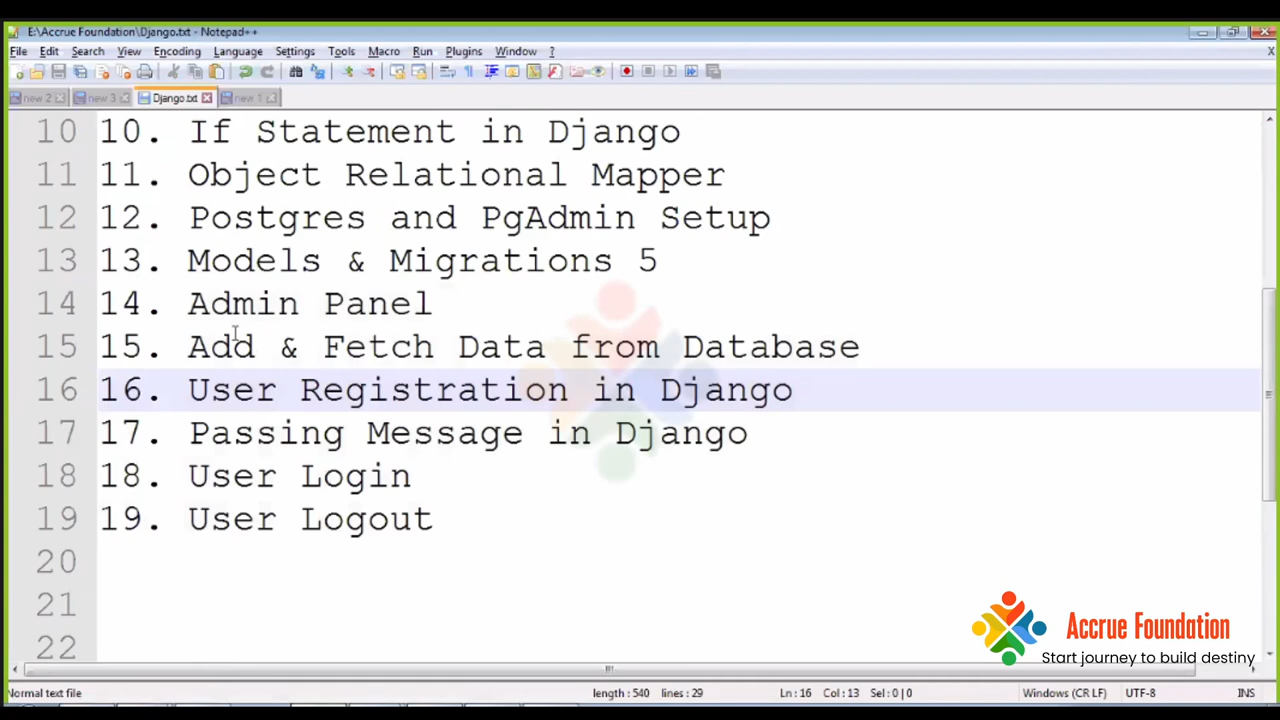 E:\Accrue Foundation\Django.txt - Notepad++
File Edit Search View Encoding Language Settings Tools Macro Run Plugins Window ?
X
new 2 new 3 Django.txt new 1
10 10. If Statement in Django
11 11. Object Relational Mapper
12 12. Postgres and PgAdmin Setup
13 13. Models & Migrations 5
14 14. Admin Panel
15 15. Add & Fetch Data from Database
16 16. User Registration in Django
17 17. Passing Message in Django
18 18. User Login
19 19. User Logout
20
21
22
Accrue Foundation
Start journey to build destiny
Normal text file length : 540 lines : 29 Ln : 16 Col : 13 Sel : 0 | 0 Windows (CR LF) UTF-8 INS